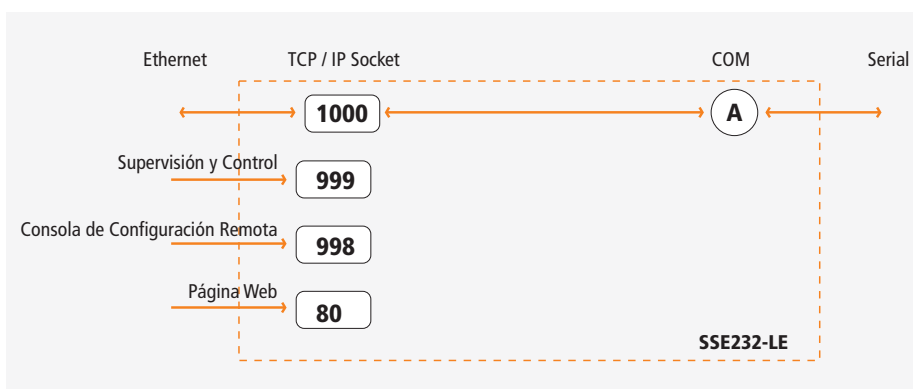 Ethernet TCP / IP Socket COM Serial
1000 A
Supervisión y Control
999
Consola de Configuración Remota
998
Página Web
80
SSE232-LE